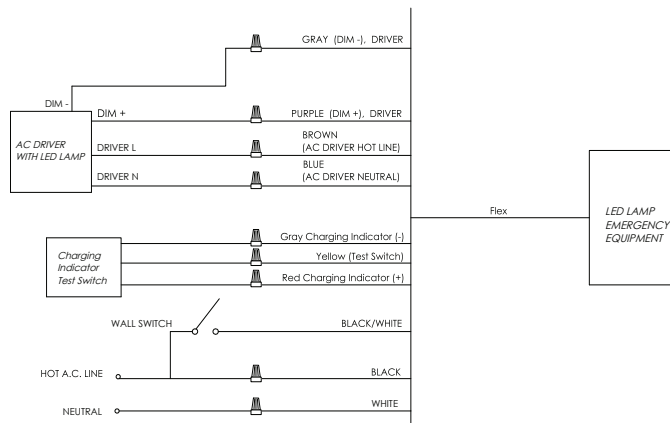 GRAY (DIM -), DRIVER
DIM -
DIM +
PURPLE (DIM +), DRIVER
AC DRIVER
WITH LED LAMP
DRIVER L
BROWN
(AC DRIVER HOT LINE)
DRIVER N
BLUE
(AC DRIVER NEUTRAL)
Flex
LED LAMP
EMERGENCY
EQUIPMENT
Charging
Indicator
Test Switch
Gray Charging Indicator (-)
Yellow (Test Switch)
Red Charging Indicator (+)
WALL SWITCH
BLACK/WHITE
HOT A.C. LINE
BLACK
NEUTRAL
WHITE